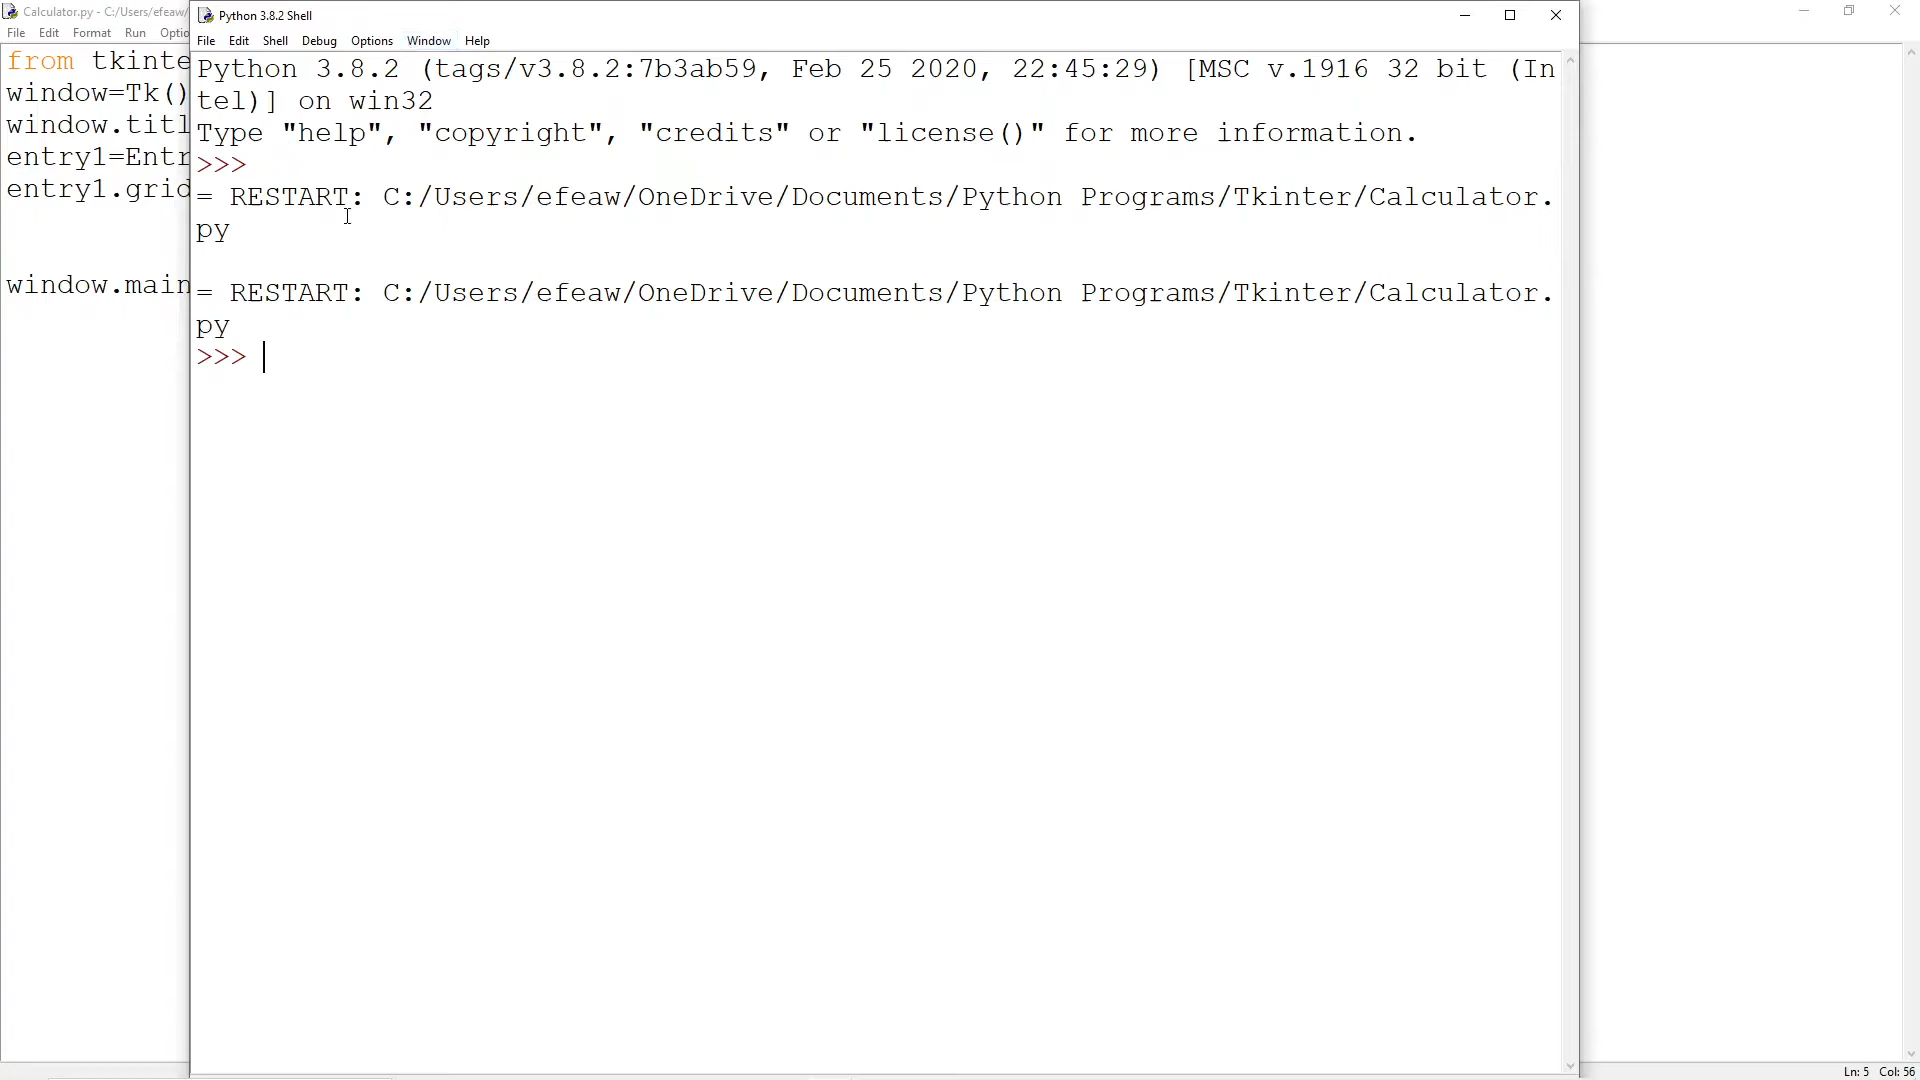 Calculator.py - C:/Users/efeaw/
File Edit Format Run Optio
from tkinte
window=Tk()
window.titl
entry1=Entr
entry1.grid
window.main
Python 3.8.2 Shell
File Edit Shell Debug Options Window Help
Python 3.8.2 (tags/v3.8.2:7b3ab59, Feb 25 2020, 22:45:29) [MSC v.1916 32 bit (In
tel)] on win32
Type "help", "copyright", "credits" or "license()" for more information.
>>>
= RESTART: C:/Users/efeaw/OneDrive/Documents/Python Programs/Tkinter/Calculator.
py
= RESTART: C:/Users/efeaw/OneDrive/Documents/Python Programs/Tkinter/Calculator.
py
>>>
Ln: 5 Col: 56